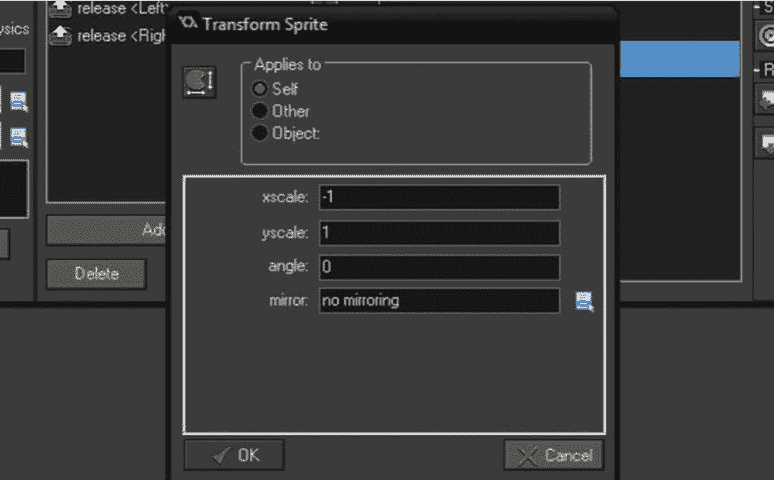 release <Left
release <Righ
ysics
Transform Sprite
S
R
Applies to
Self
Other
Object:
xscale: -1
yscale: 1
angle: 0
mirror: no mirroring
Add
Delete
OK
Cancel